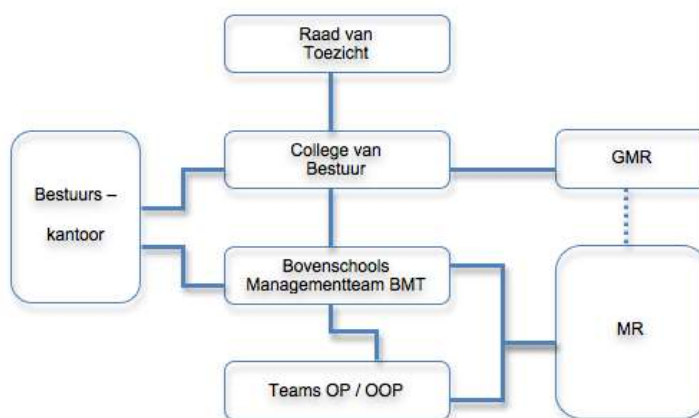 Raad van
Toezicht
College van
Bestuur
GMR
Bestuurs –
kantoor
Bovenschools
Managementteam BMT
MR
Teams OP / OOP